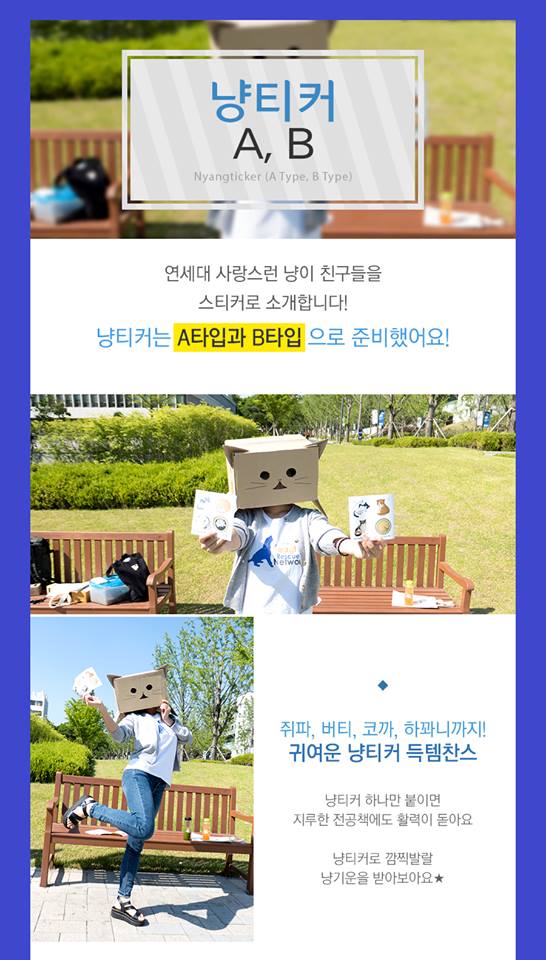 냥티커
A, B
Nyangticker (A Type, B Type)
연세대 사랑스런 냥이 친구들을
스티커로 소개합니다!
냥티커는 A타입과 B타입 으로 준비했어요!
Rescue
Network
쥐파, 버티, 코까, 하꽈니까지!
귀여운 냥티커 득템찬스
냥티커 하나만 붙이면
지루한 전공책에도 활력이 돋아요
냥티커로 깜찍발랄
냥기운을 받아보아요★